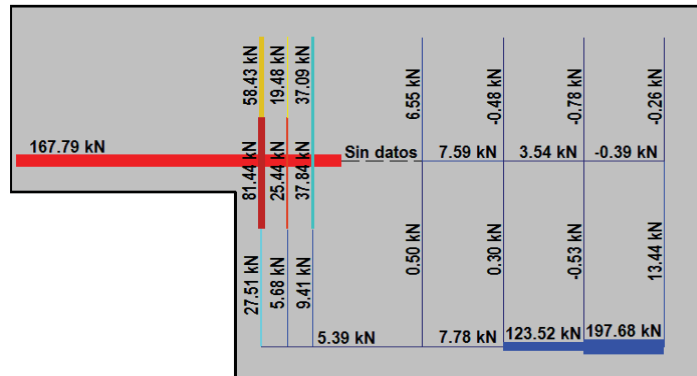 58.43 kN
19.48 kN
37.09 kN
6.55 kN
-0.48 kN
-0.78 kN
-0.26 kN
167.79 kN
Sin datos
7.59 kN
3.54 kN
-0.39 kN
81.44 kN
25.44 kN
37.84 kN
27.51 kN
5.68 kN
9.41 kN
0.50 kN
0.30 kN
-0.53 kN
13.44 kN
5.39 kN
7.78 kN
123.52 kN
197.68 kN